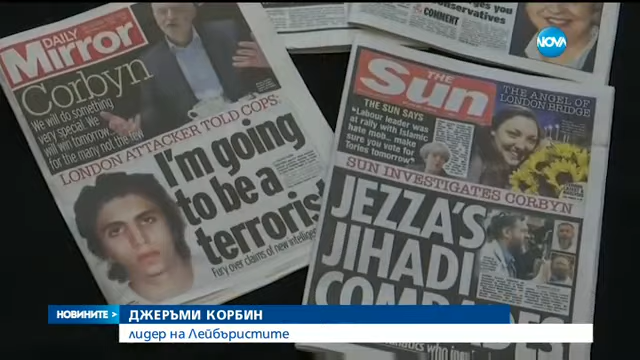 DAILY
Mirror
Corbyn
We will do something
very special. We
will win tomorrow...
for the many not the few
LONDON ATTACKER TOLD COPS:
I'm going
to be a
terrorist
Fury over claims of new intelligence
COMMENT
THE
Sun
THE SUN SAYS
Labour leader was
at rally with Islamic
hate mob... make
sure you vote for
Tories tomorrow
THE ANGEL OF
LONDON BRIDGE
SUN INVESTIGATES CORBYN
JEZZA'S
JIHADI
NOVA
НОВИНИТЕ
ДЖЕРЪМИ КОРБИН
лидер на Лейбъристите